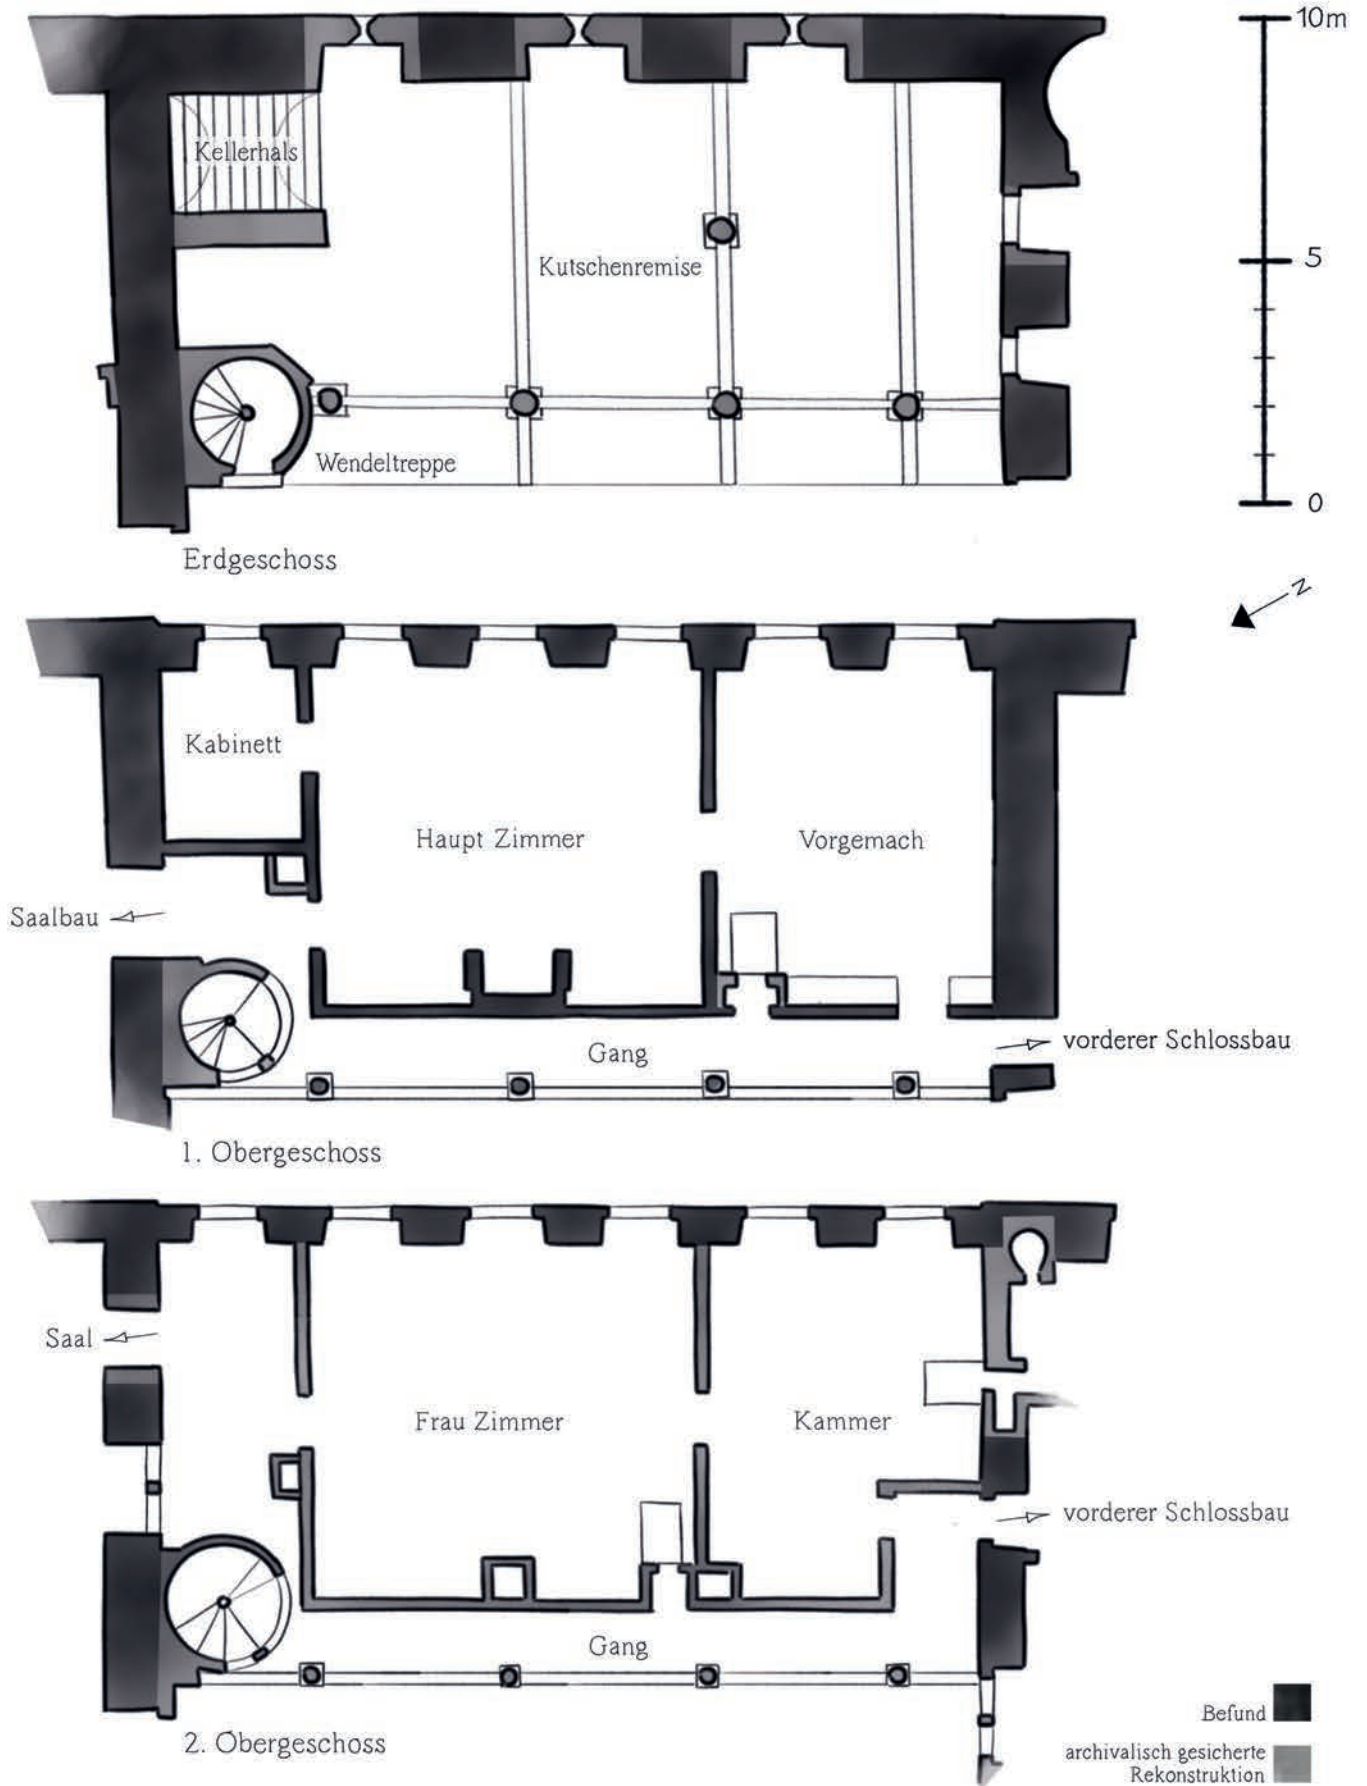 10m
Kellerhals
Kutschenremise
5
Wendeltreppe
0
Erdgeschoss
N
Kabinett
Haupt Zimmer
Vorgemach
Saalbau
Gang
vorderer Schlossbau
1. Obergeschoss
Saal
Frau Zimmer
Kammer
vorderer Schlossbau
Gang
2. Obergeschoss
Befund
archivalisch gesicherte
Rekonstruktion